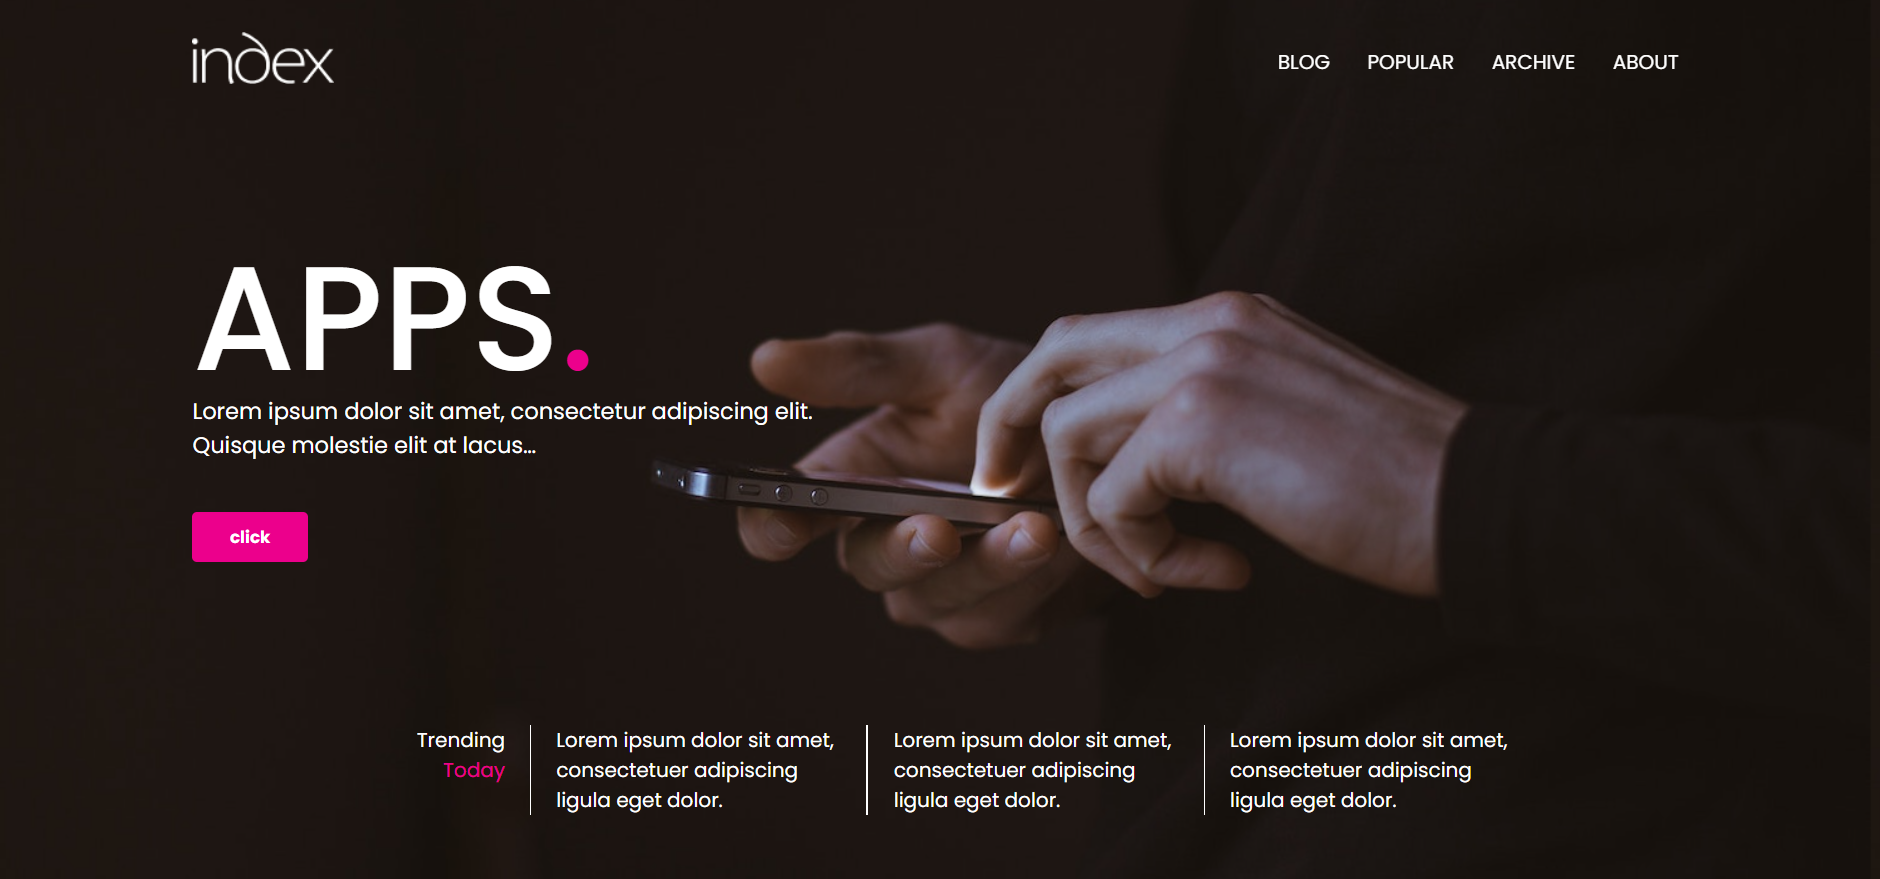 index
BLOG POPULAR ARCHIVE ABOUT
APPS.
Lorem ipsum dolor sit amet, consectetur adipiscing elit.
Quisque molestie elit at lacus...
click
Trending
Today
Lorem ipsum dolor sit amet,
consectetuer adipiscing
ligula eget dolor.
Lorem ipsum dolor sit amet,
consectetuer adipiscing
ligula eget dolor.
Lorem ipsum dolor sit amet,
consectetuer adipiscing
ligula eget dolor.